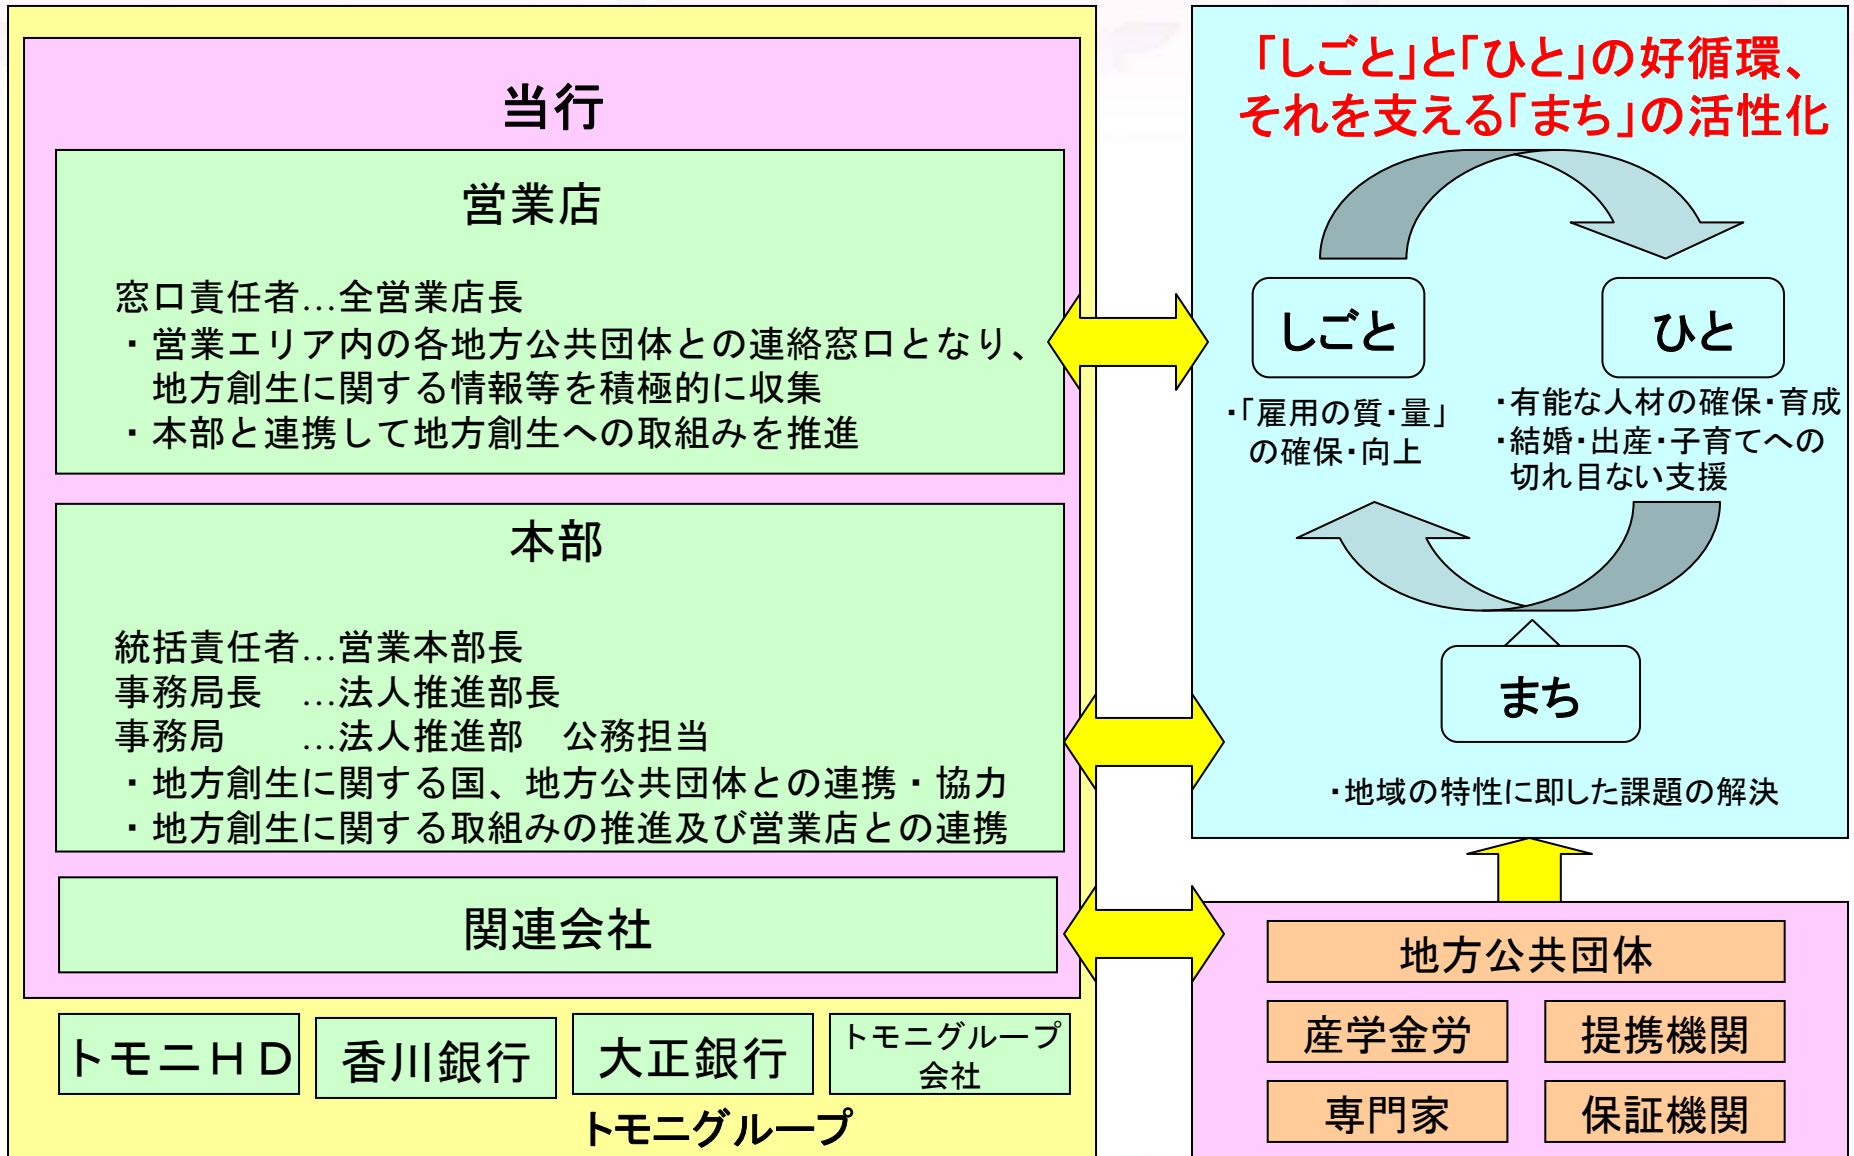 当行
営業店
窓口責任者…全営業店長
・営業エリア内の各地方公共団体との連絡窓口となり、
地方創生に関する情報等を積極的に収集
・本部と連携して地方創生への取組みを推進
本部
統括責任者…営業本部長
事務局長　…法人推進部長
事務局　　…法人推進部　公務担当
・地方創生に関する国、地方公共団体との連携・協力
・地方創生に関する取組みの推進及び営業店との連携
関連会社
トモニＨＤ
香川銀行
大正銀行
トモニグループ
会社
トモニグループ
「しごと」と「ひと」の好循環、
それを支える「まち」の活性化
しごと
ひと
・「雇用の質・量」
の確保・向上
・有能な人材の確保・育成
・結婚・出産・子育てへの
切れ目ない支援
まち
・地域の特性に即した課題の解決
地方公共団体
産学金労
提携機関
専門家
保証機関